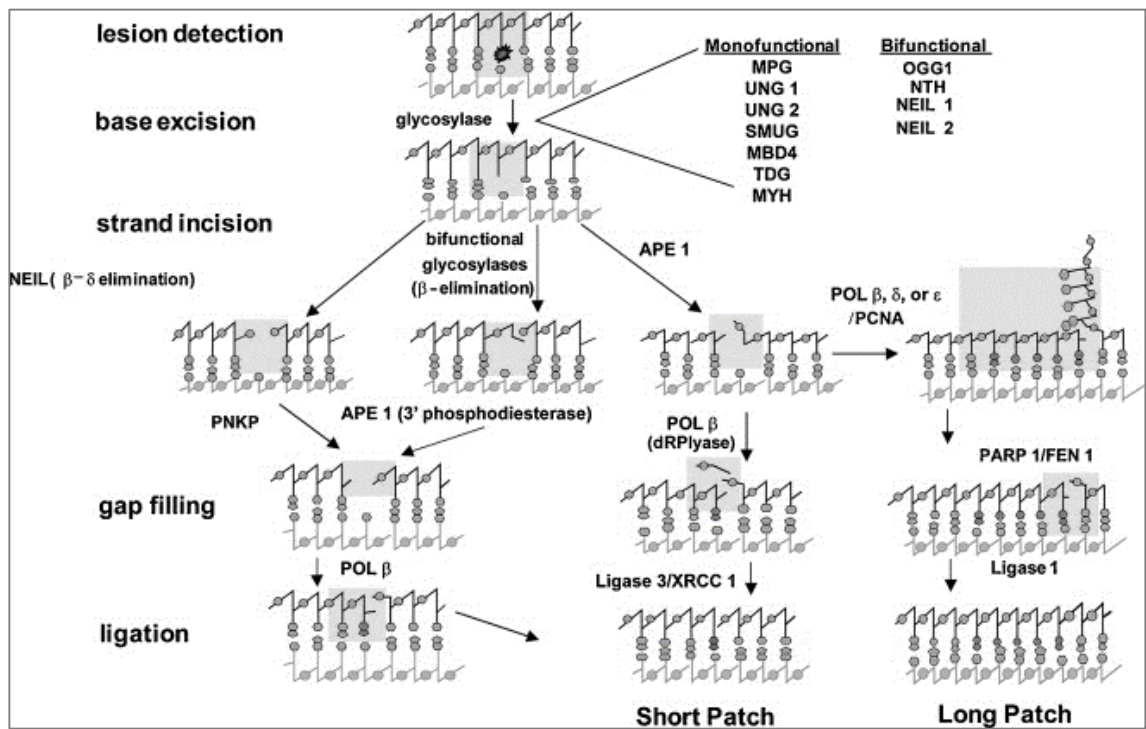 lesion detection
base excision
strand incision
gap filling
ligation
glycosylase
Monofunctional
MPG
UNG 1
UNG 2
SMUG
MBD4
TDG
MYH
Bifunctional
OGG1
NTH
NEIL 1
NEIL 2
NEIL ( β–δ elimination)
bifunctional
glycosylases
(β-elimination)
APE 1
POL β, δ, or ε
/PCNA
PNKP
APE 1 (3' phosphodiesterase)
POL β
(dRPlyase)
PARP 1/FEN 1
POL β
Ligase 3/XRCC 1
Ligase 1
Short Patch
Long Patch